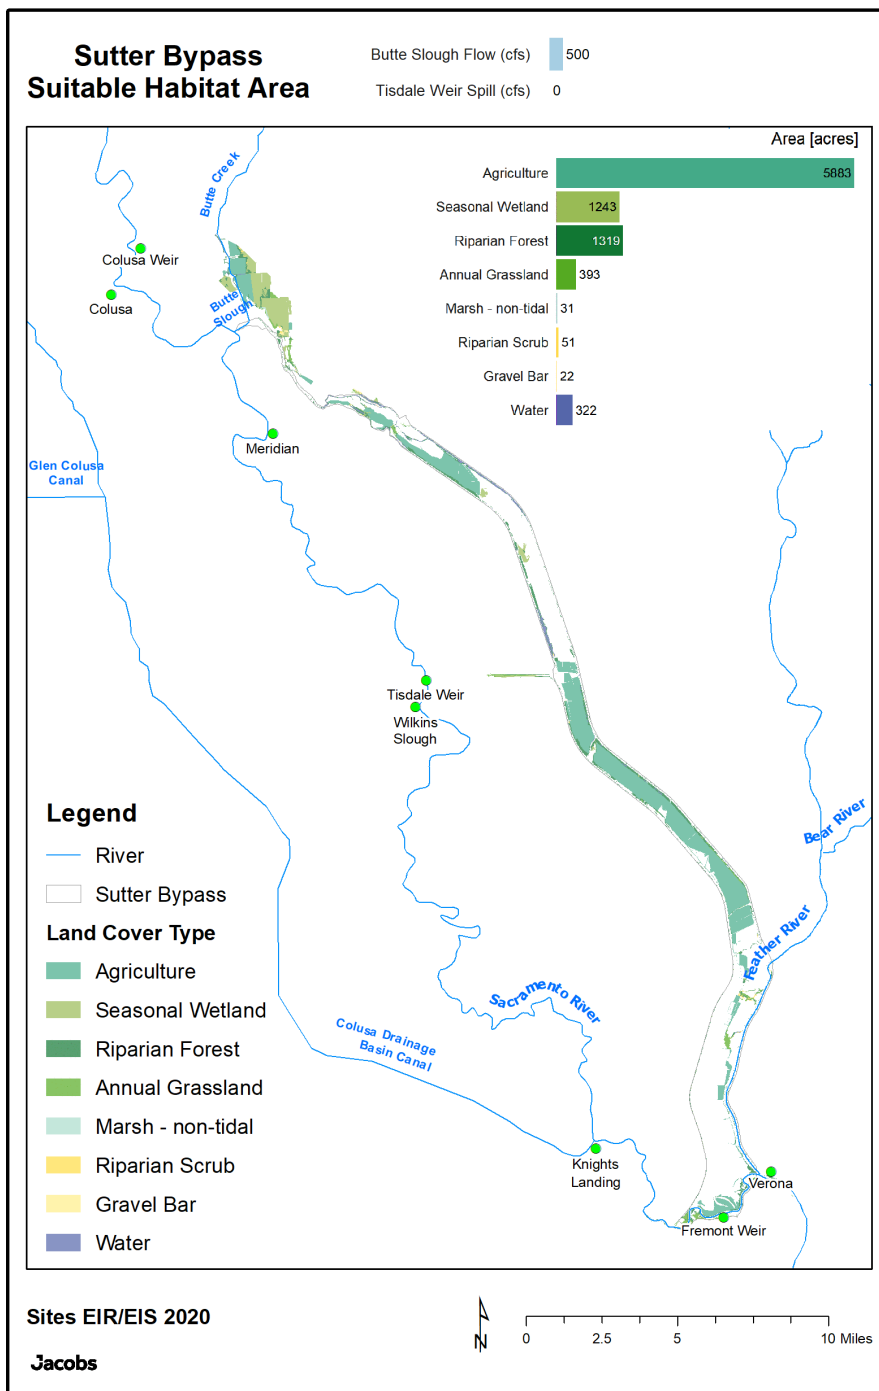 Sutter Bypass
Suitable Habitat Area
Butte Slough Flow (cfs) 500
Tisdale Weir Spill (cfs) 0
Area [acres]
Agriculture 5883
Seasonal Wetland 1243
Riparian Forest 1319
Annual Grassland 393
Marsh - non-tidal 31
Riparian Scrub 51
Gravel Bar 22
Water 322
Butte Creek
Colusa Weir
Colusa
Butte
Slough
Meridian
Glen Colusa
Canal
Tisdale Weir
Wilkins
Slough
Bear River
Feather River
Sacramento River
Colusa Drainage
Basin Canal
Knights
Landing
Verona
Fremont Weir
Legend
River
Sutter Bypass
Land Cover Type
Agriculture
Seasonal Wetland
Riparian Forest
Annual Grassland
Marsh - non-tidal
Riparian Scrub
Gravel Bar
Water
Sites EIR/EIS 2020
Jacobs
N
0 2.5 5 10 Miles